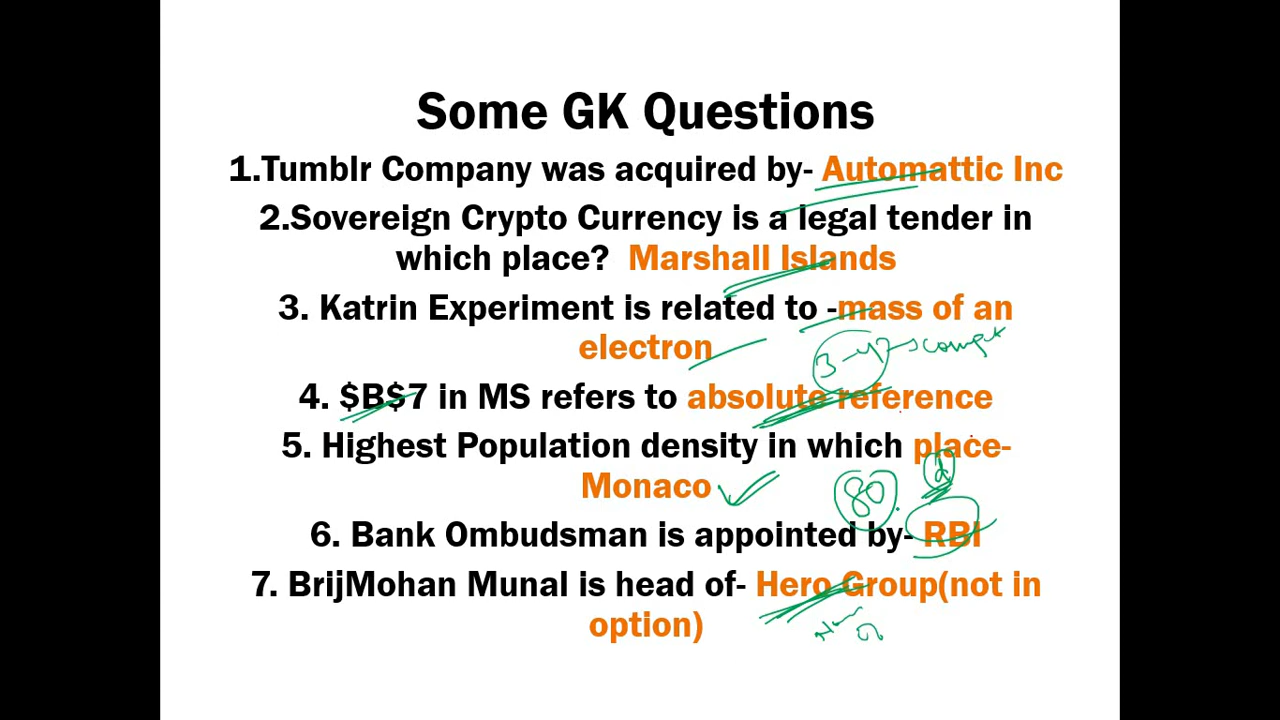 Some GK Questions
1.Tumblr Company was acquired by- Automattic Inc
2.Sovereign Crypto Currency is a legal tender in
which place?  Marshall Islands
3. Katrin Experiment is related to -mass of an
electron
4. $B$7 in MS refers to absolute reference
5. Highest Population density in which place-
Monaco
80
6. Bank Ombudsman is appointed by- RBI
7. BrijMohan Munal is head of- Hero Group(not in
option)